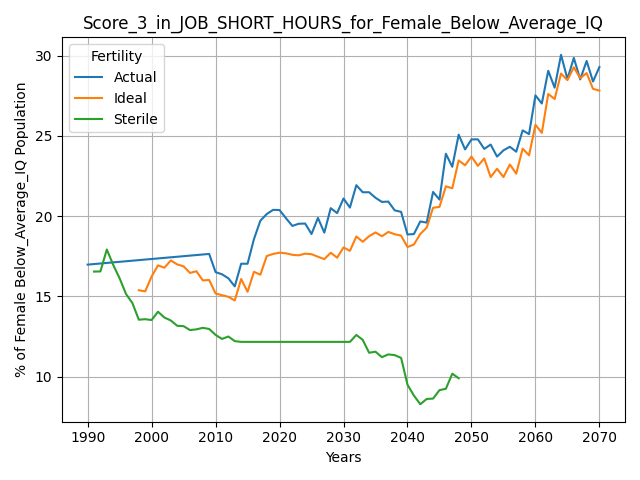 Score_3_in_JOB_SHORT_HOURS_for_Female_Below_Average_IQ
% of Female Below_Average_IQ Population
30
25
20
15
10
Fertility
Actual
Ideal
Sterile
1990 2000 2010 2020 2030 2040 2050 2060 2070
Years